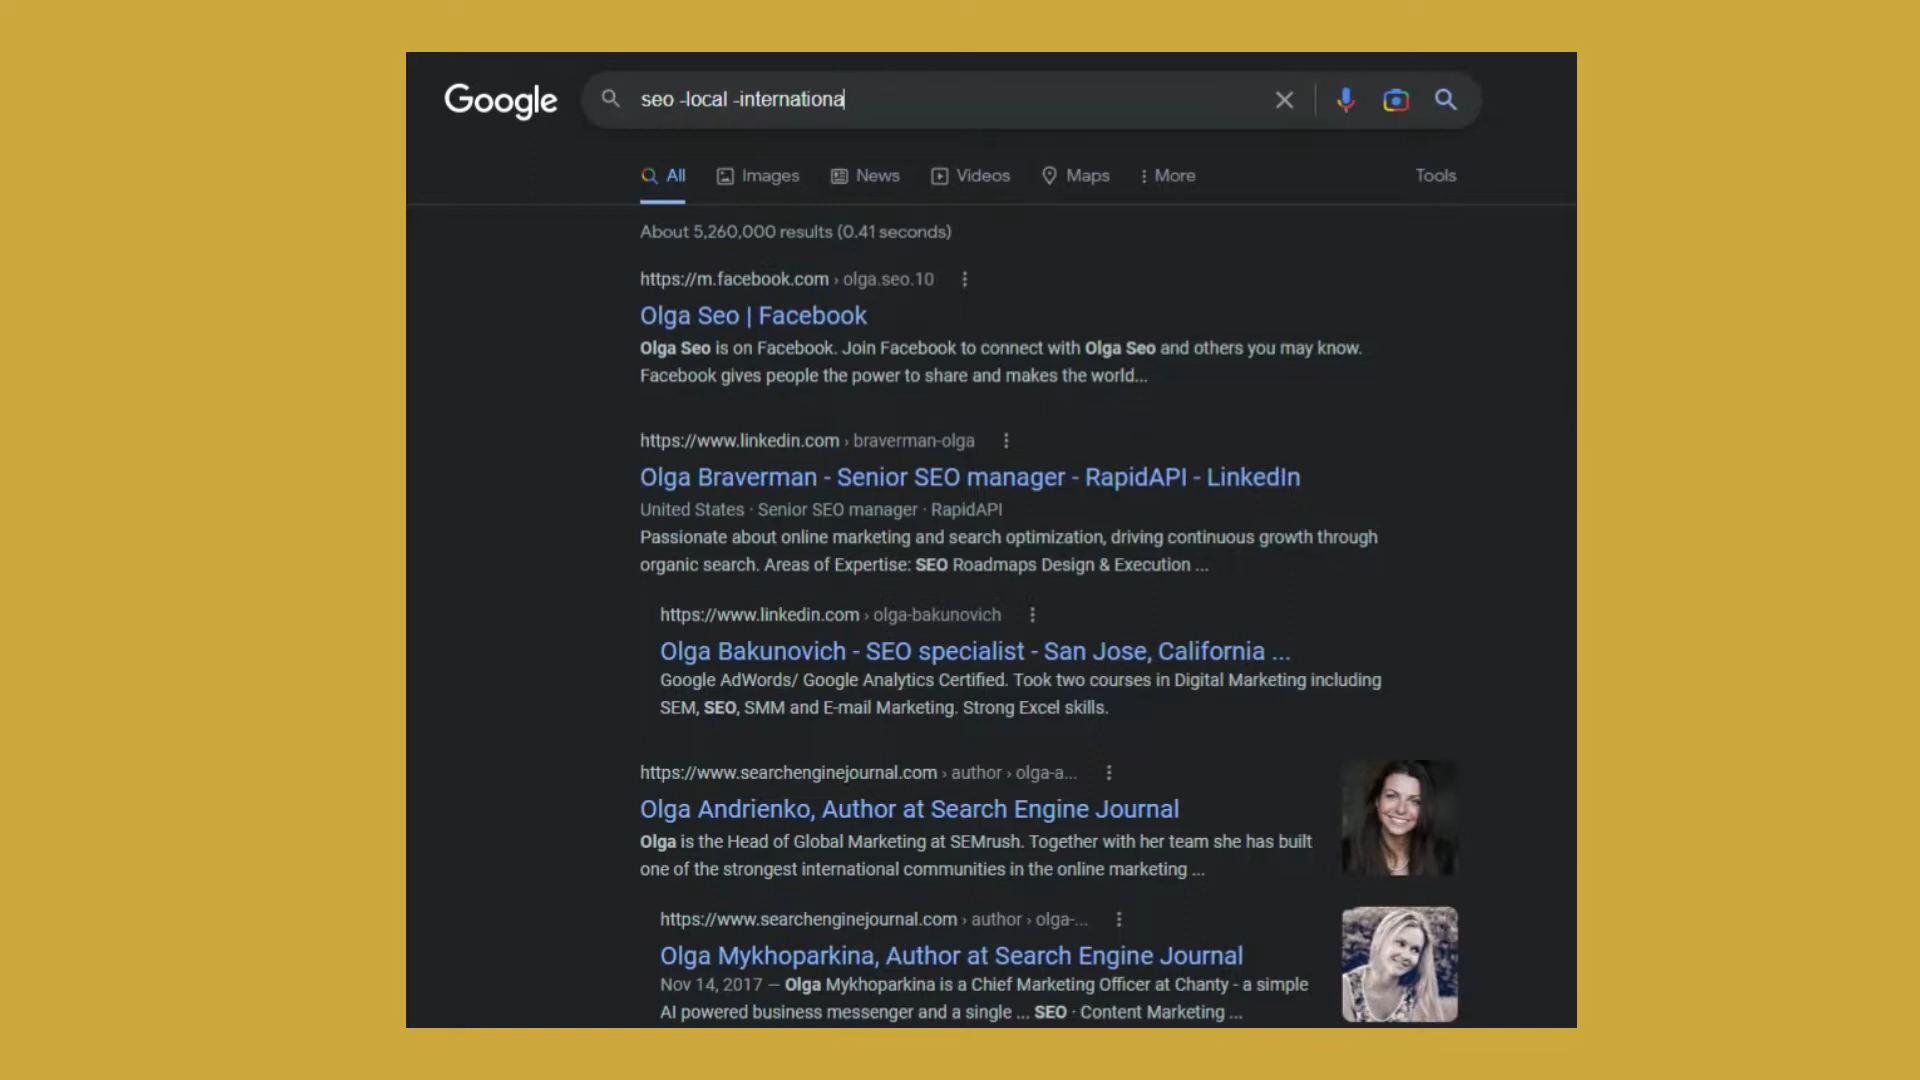 Google
seo -local -internationa
All Images News Videos Maps More Tools
About 5,260,000 results (0.41 seconds)
https://m.facebook.com › olga.seo.10
Olga Seo | Facebook
Olga Seo is on Facebook. Join Facebook to connect with Olga Seo and others you may know.
Facebook gives people the power to share and makes the world...
https://www.linkedin.com › braverman-olga
Olga Braverman - Senior SEO manager - RapidAPI - LinkedIn
United States · Senior SEO manager · RapidAPI
Passionate about online marketing and search optimization, driving continuous growth through
organic search. Areas of Expertise: SEO Roadmaps Design & Execution ...
https://www.linkedin.com › olga-bakunovich
Olga Bakunovich - SEO specialist - San Jose, California ...
Google AdWords/ Google Analytics Certified. Took two courses in Digital Marketing including
SEM, SEO, SMM and E-mail Marketing. Strong Excel skills.
https://www.searchenginejournal.com › author › olga-a...
Olga Andrienko, Author at Search Engine Journal
Olga is the Head of Global Marketing at SEMrush. Together with her team she has built
one of the strongest international communities in the online marketing ...
https://www.searchenginejournal.com › author › olga-...
Olga Mykhoparkina, Author at Search Engine Journal
Nov 14, 2017 — Olga Mykhoparkina is a Chief Marketing Officer at Chanty - a simple
AI powered business messenger and a single ... SEO · Content Marketing ...